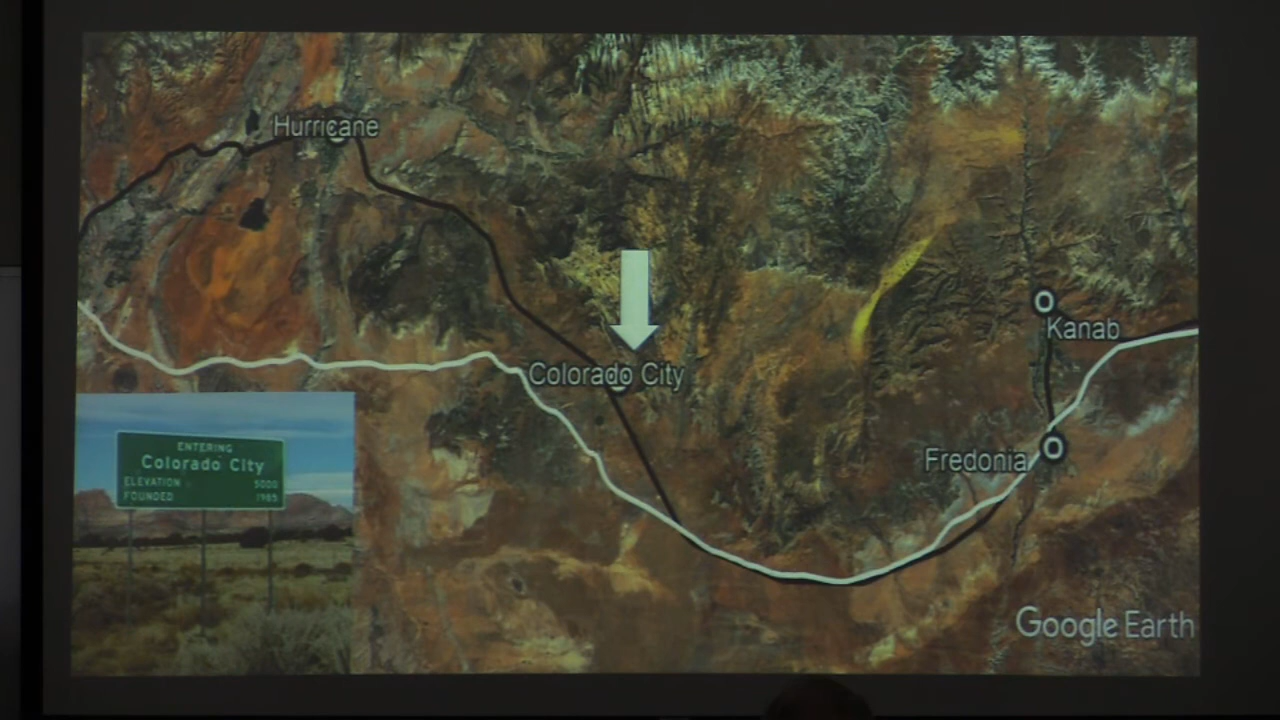 Hurricane
Colorado City
Kanab
Fredonia
ENTERING
Colorado City
ELEVATION 5000
FOUNDED 1985
Google Earth